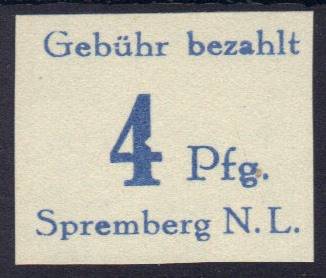 Gebühr bezahlt
4 Pfg.
Spremberg N.L.